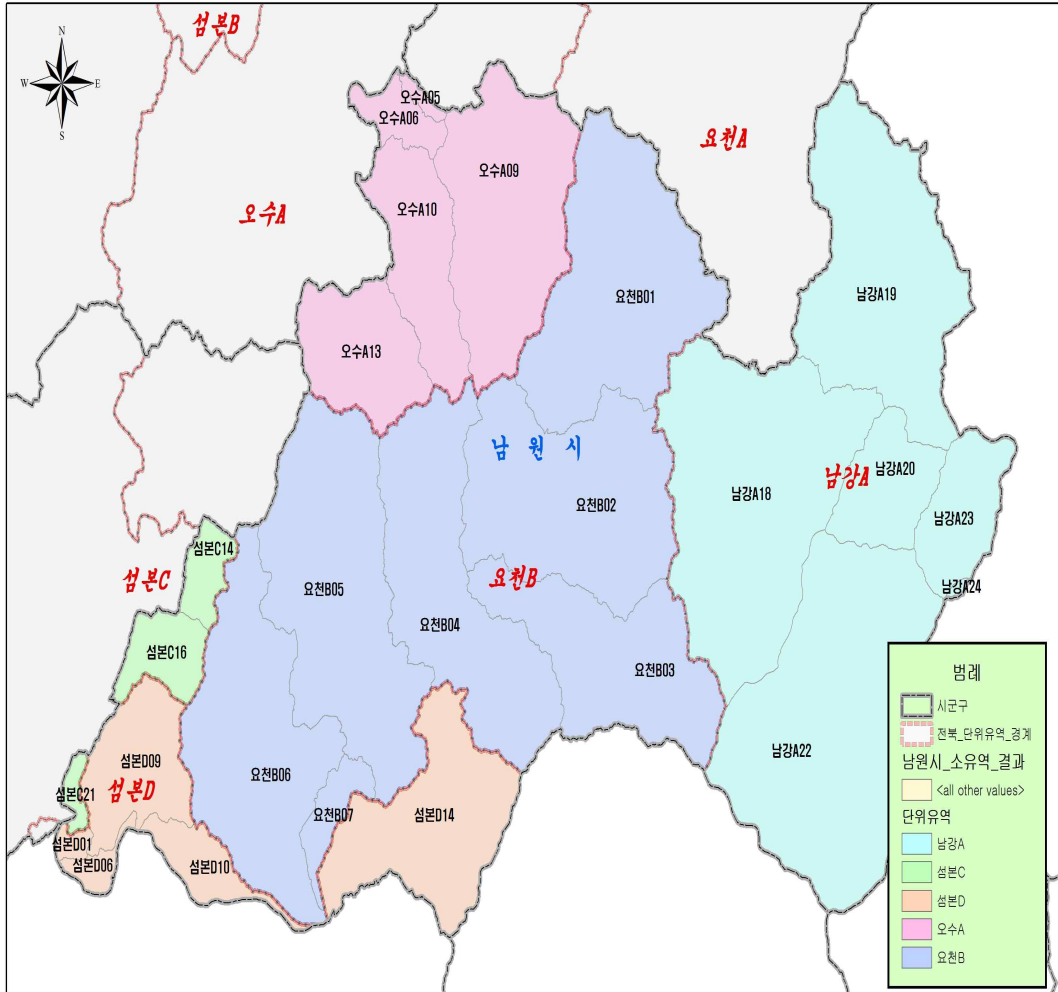 섬본B
N
W
E
S
오수A05
오수A06
요천A
오수A09
오수A10
오수A
요천B01
남강A19
오수A13
남원시
남강A20
남강A
남강A18
요천B02
남강A23
섬본C14
섬본C
요천B
요천B05
남강A24
요천B04
섬본C16
요천B03
범례
시군구
전북_단위유역_경계
남원시_소유역_결과
<all other values>
단위유역
남강A
섬본C
섬본D
오수A
요천B
남강A22
섬본D09
요천B06
섬본C21
섬본D
요천B07
섬본D14
섬본D01
섬본D06
섬본D10